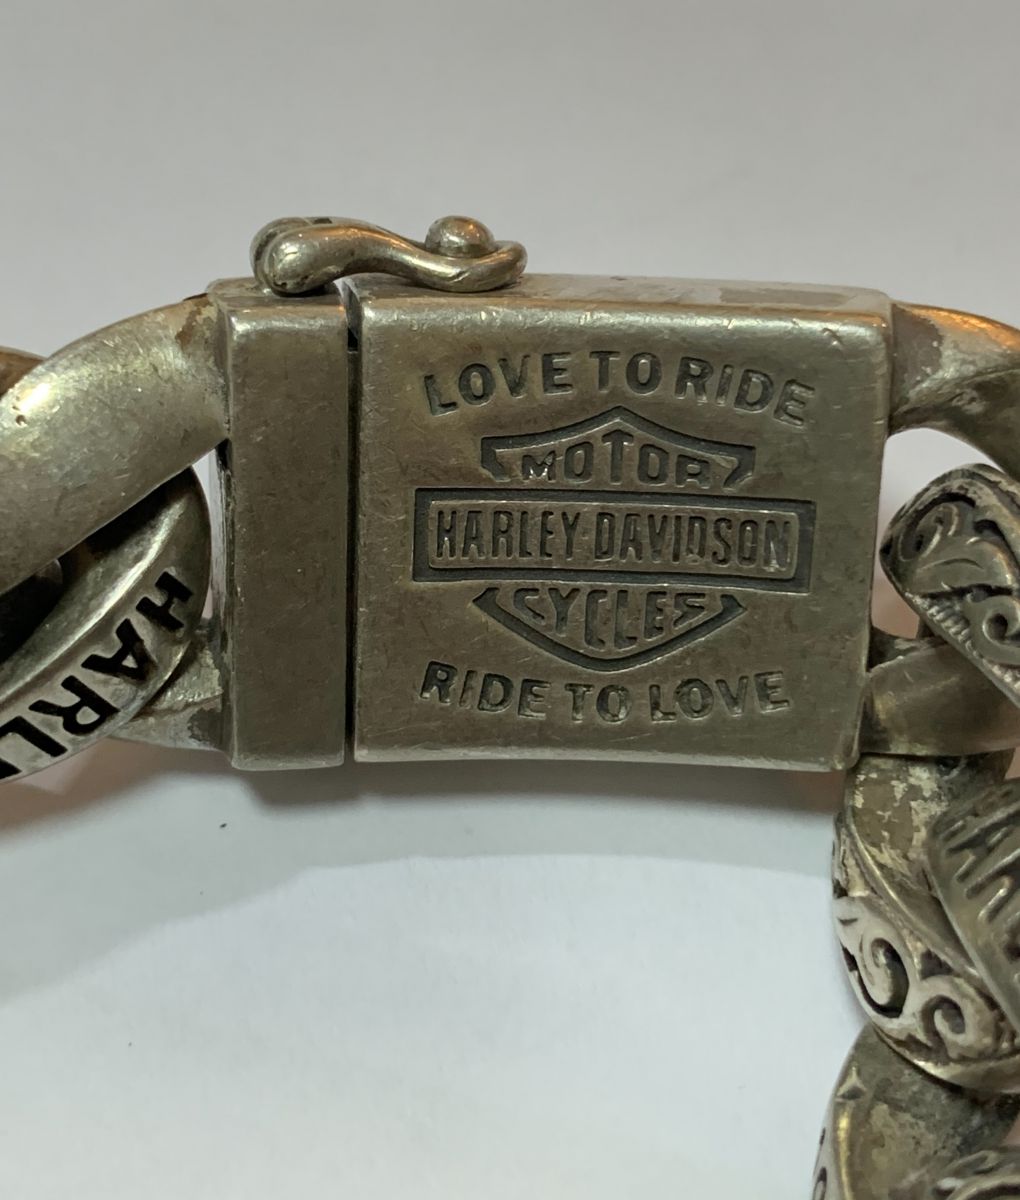 LOVE TO RIDE
MOTOR
HARLEY-DAVIDSON
CYCLES
RIDE TO LOVE